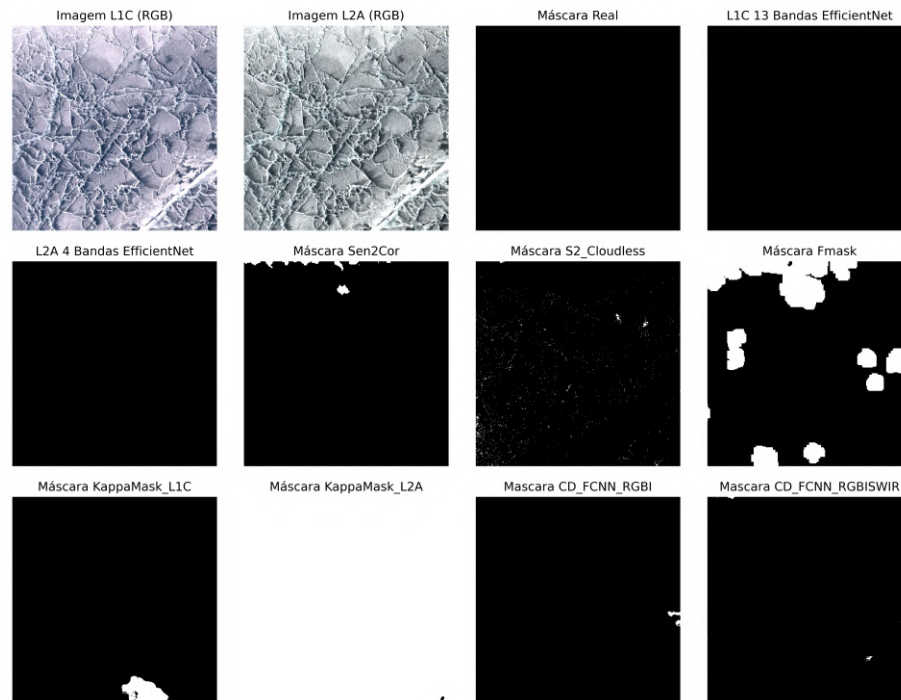 Imagem L1C (RGB)
Imagem L2A (RGB)
Máscara Real
L1C 13 Bandas EfficientNet
L2A 4 Bandas EfficientNet
Máscara Sen2Cor
Máscara S2_Cloudless
Máscara Fmask
Máscara KappaMask_L1C
Máscara KappaMask_L2A
Mascara CD_FCNN_RGBI
Mascara CD_FCNN_RGBISWIR